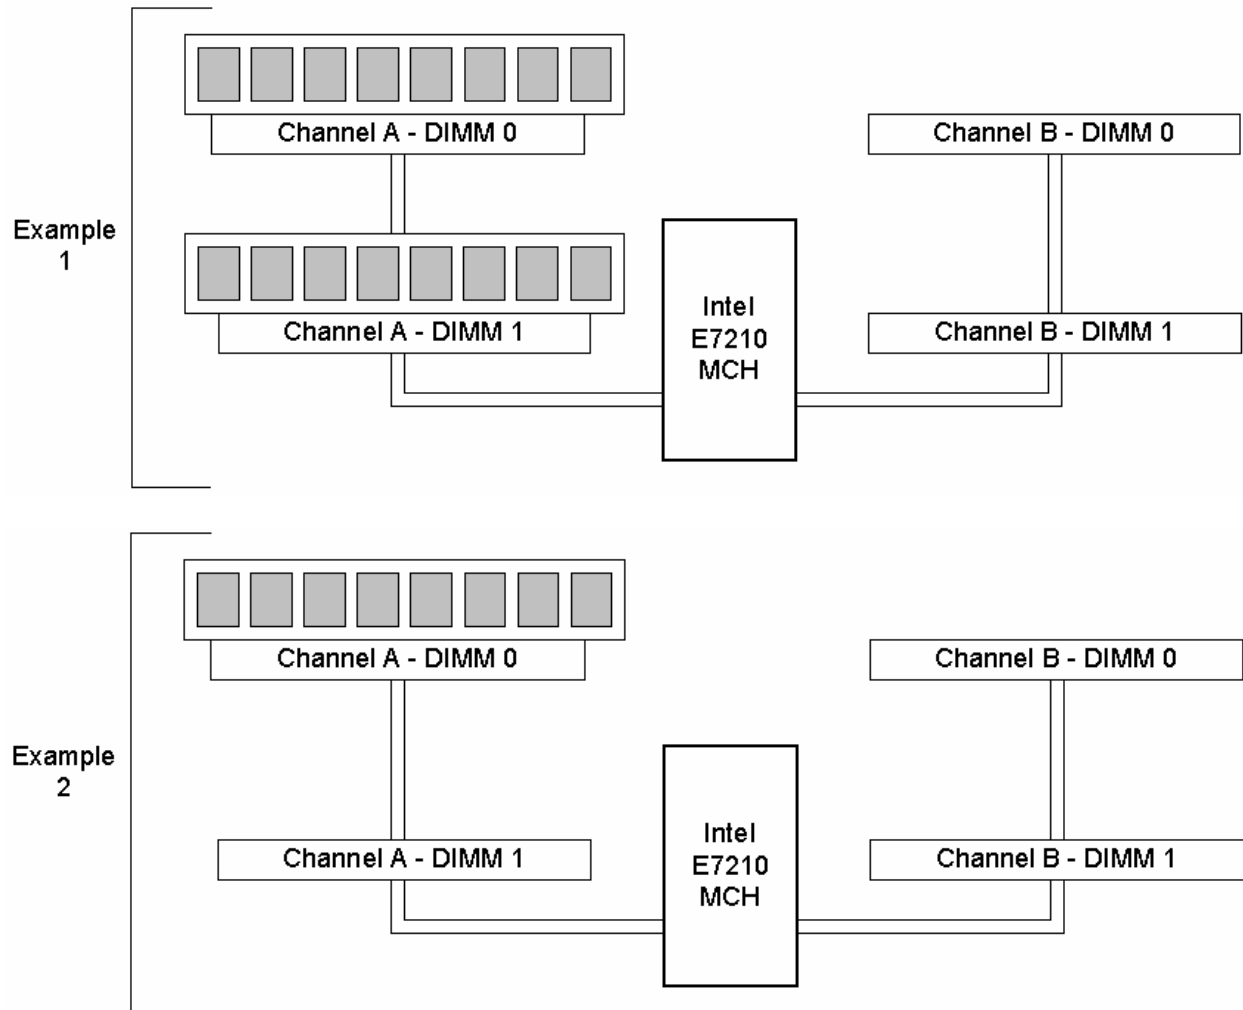 Channel A - DIMM 0
Channel B - DIMM 0
Example
1
Channel A - DIMM 1
Intel
E7210
MCH
Channel B - DIMM 1
Channel A - DIMM 0
Channel B - DIMM 0
Example
2
Channel A - DIMM 1
Intel
E7210
MCH
Channel B - DIMM 1